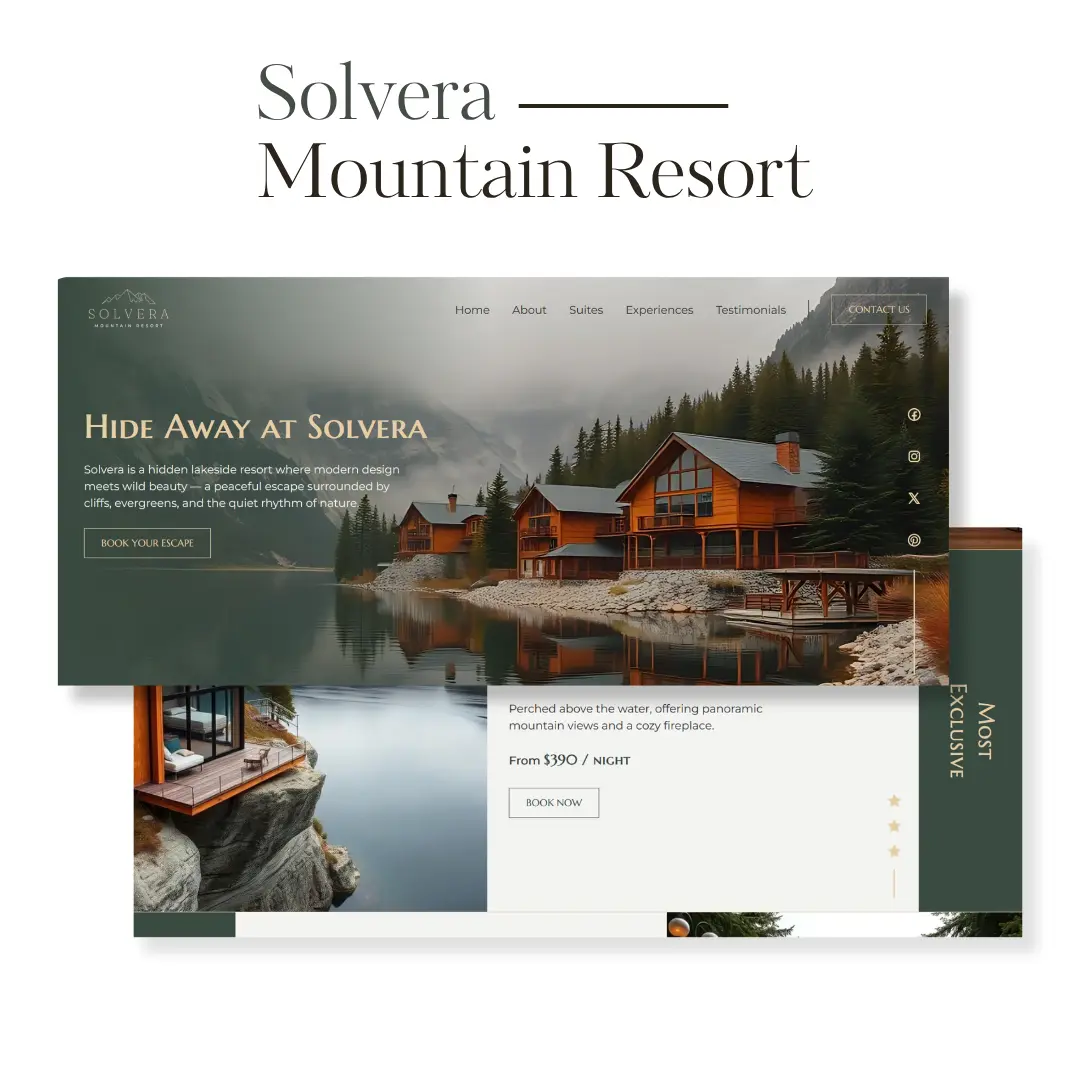 Solvera
Mountain Resort
SOLVERA
MOUNTAIN RESORT
Home About Suites Experiences Testimonials CONTACT US
Hide Away at Solvera
Solvera is a hidden lakeside resort where modern design
meets wild beauty — a peaceful escape surrounded by
cliffs, evergreens, and the quiet rhythm of nature.
BOOK YOUR ESCAPE
Perched above the water, offering panoramic
mountain views and a cozy fireplace.
From $390 / night
BOOK NOW
Most
Exclusive